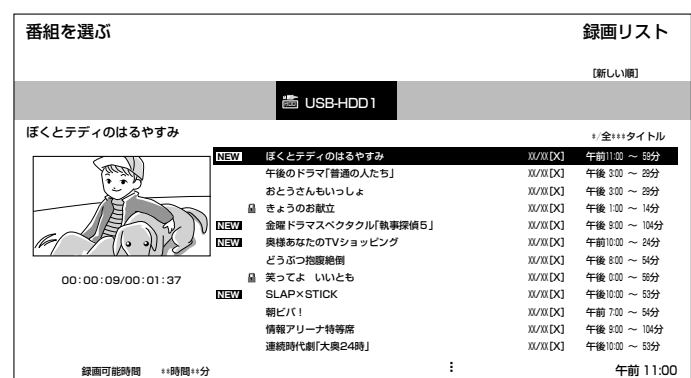 番組を選ぶ 録画リスト
［新しい順］
USB-HDD1
ぼくとテディのはるやすみ */全***タイトル
NEW ぼくとテディのはるやすみ XX/XX[X] 午前11:00 ～ 59分
午後のドラマ「普通の人たち」 XX/XX[X] 午後 3:00 ～ 29分
おとうさんもいっしょ XX/XX[X] 午後 3:00 ～ 29分
きょうのお献立 XX/XX[X] 午後 1:00 ～ 14分
NEW 金曜ドラマスペクタクル「執事探偵5」 XX/XX[X] 午後 9:00 ～ 104分
NEW 奥様あなたのTVショッピング XX/XX[X] 午前10:00 ～ 24分
どうぶつ抱腹絶倒 XX/XX[X] 午後 8:00 ～ 54分
笑ってよ いいとも XX/XX[X] 午後 0:00 ～ 56分
NEW SLAP×STICK XX/XX[X] 午後10:00 ～ 53分
朝ビバ！ XX/XX[X] 午前 7:00 ～ 54分
情報アリーナ特等席 XX/XX[X] 午後 9:00 ～ 104分
連続時代劇「大奥24時」 XX/XX[X] 午後10:00 ～ 53分
00:00:09/00:01:37
録画可能時間 **時間**分 午前 11:00